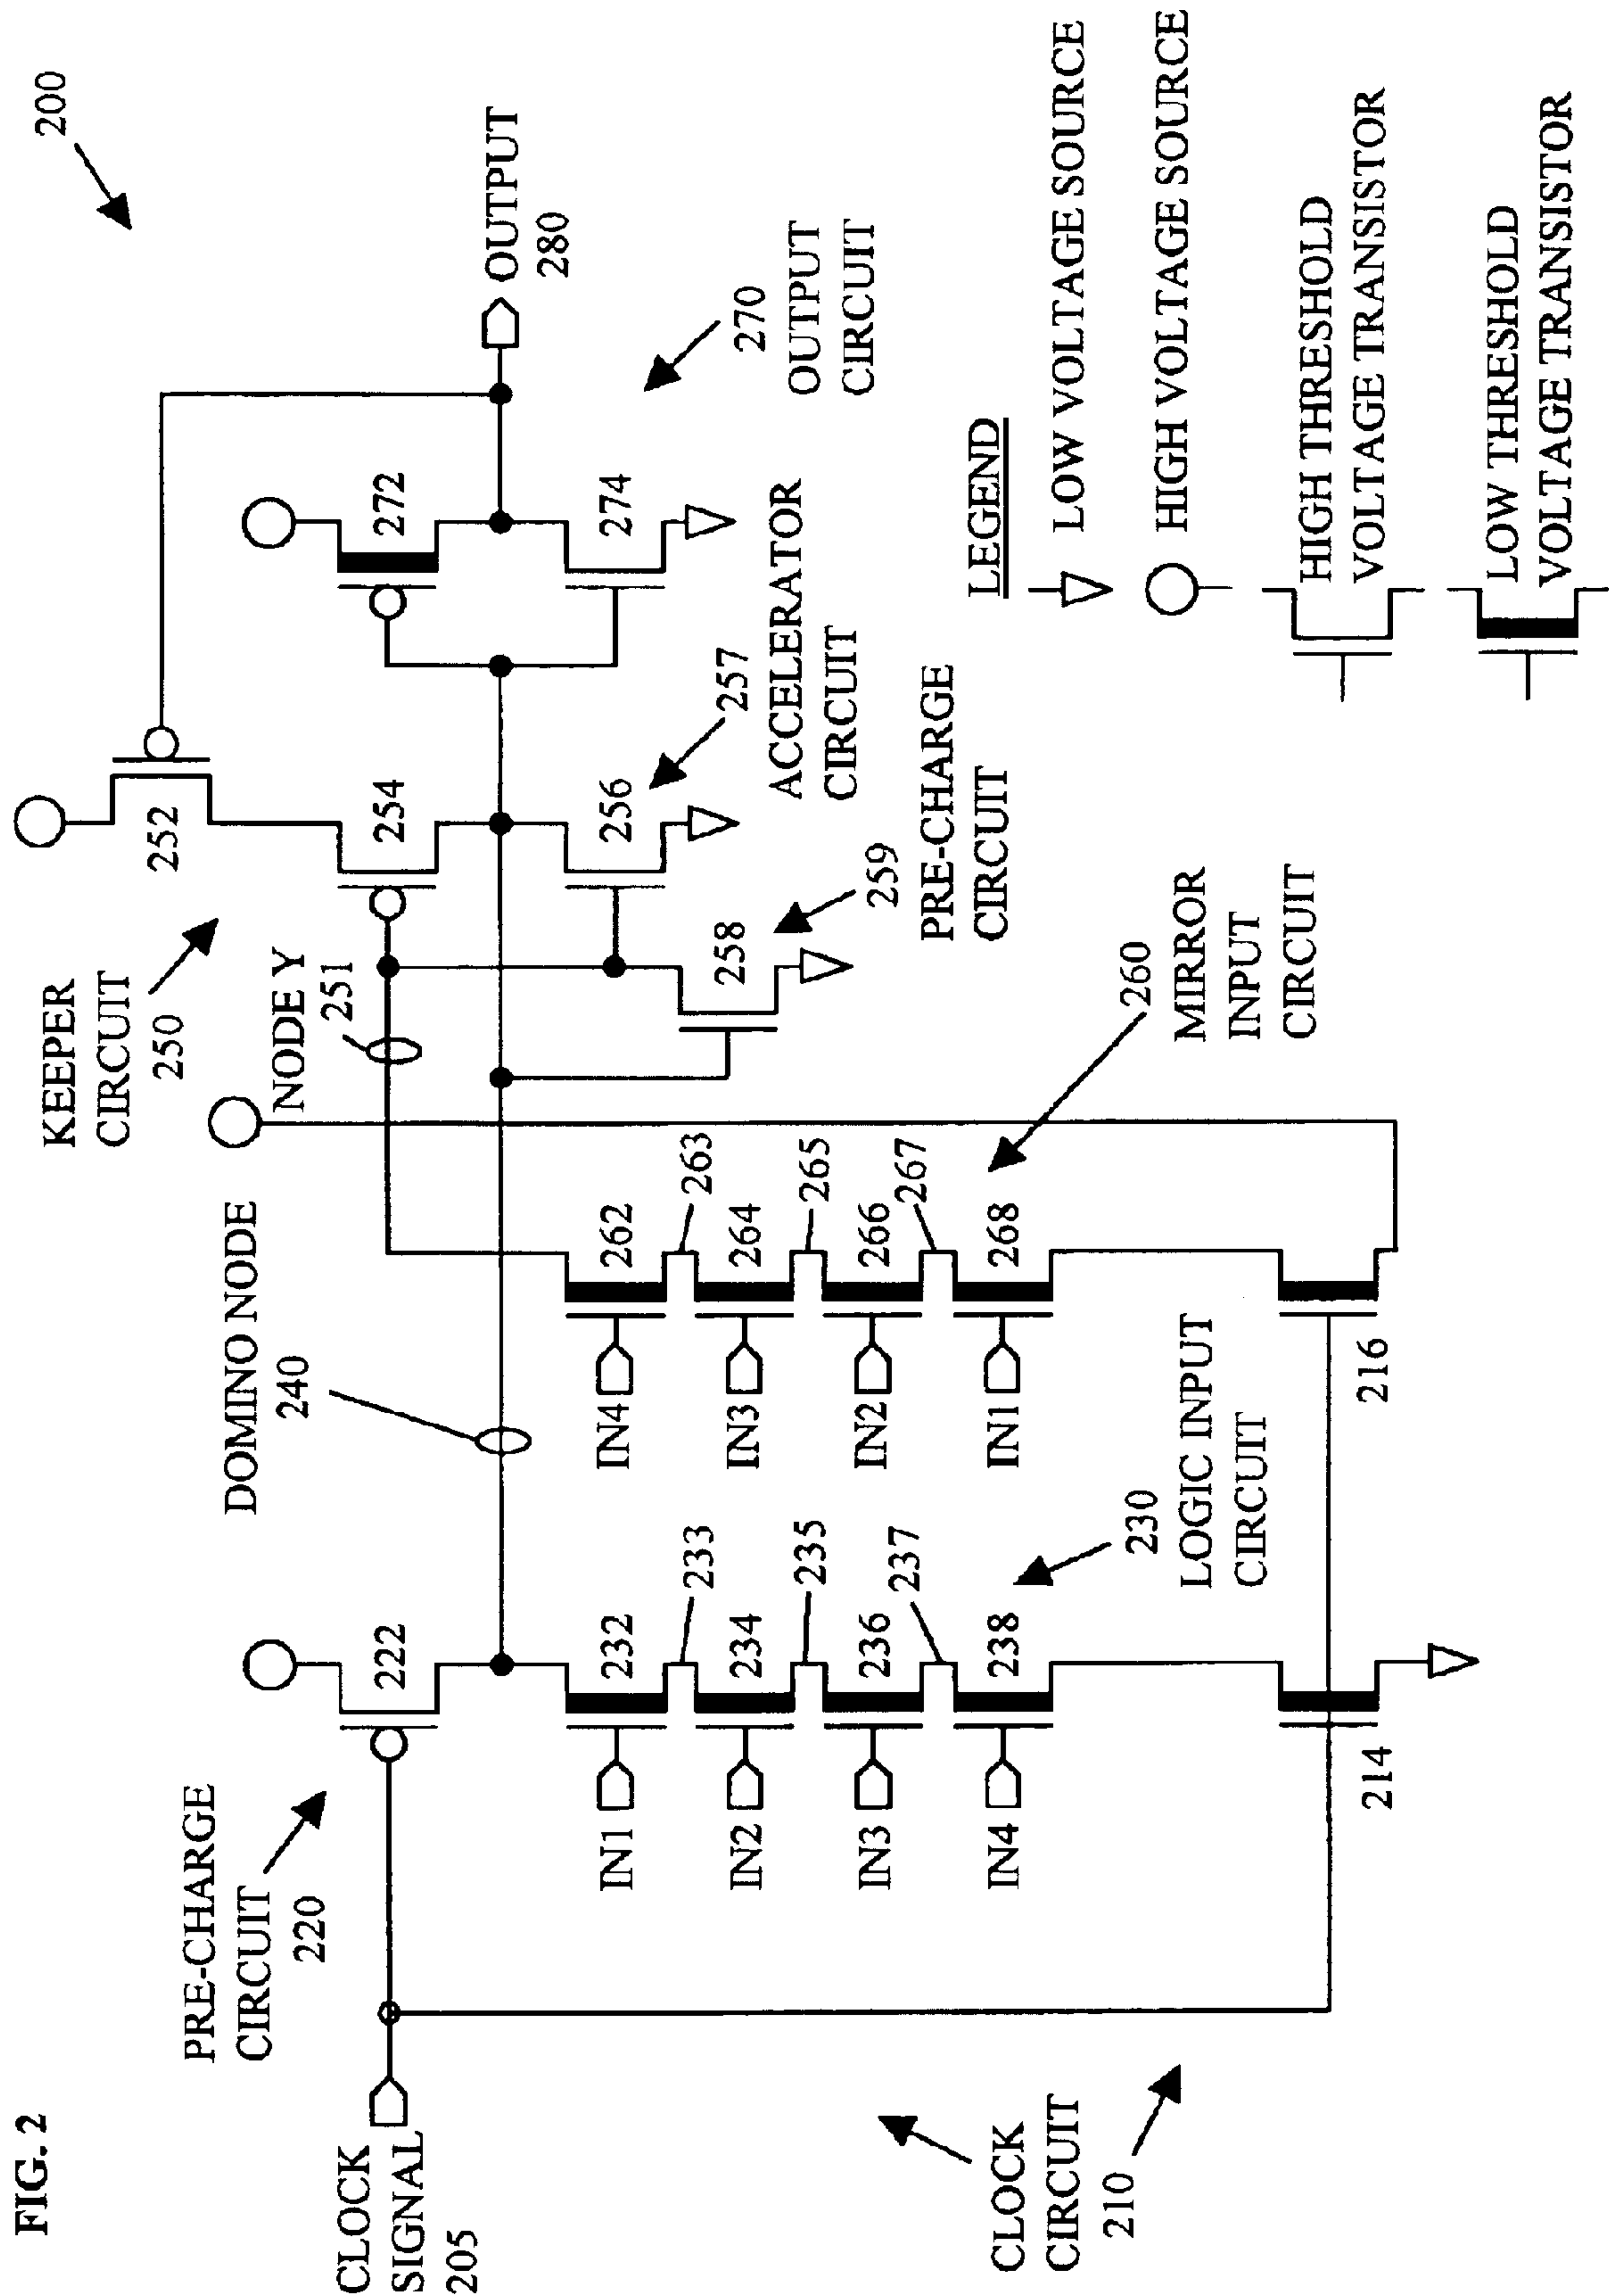 FIG. 2
200
CLOCK
SIGNAL
205
PRE-CHARGE
CIRCUIT
220
222
DOMINO NODE
240
KEEPER
CIRCUIT
250
NODE Y
251
252
254
256
257
ACCELERATOR
CIRCUIT
258
259
PRE-CHARGE
CIRCUIT
272
274
270
OUTPUT
CIRCUIT
OUTPUT
280
IN1
232
233
IN2
234
235
IN3
236
237
IN4
238
230
LOGIC INPUT
CIRCUIT
214
IN4
262
263
IN3
264
265
IN2
266
267
IN1
268
260
MIRROR
INPUT
CIRCUIT
216
CLOCK
CIRCUIT
210
LEGEND
LOW VOLTAGE SOURCE
HIGH VOLTAGE SOURCE
HIGH THRESHOLD
VOLTAGE TRANSISTOR
LOW THRESHOLD
VOLTAGE TRANSISTOR